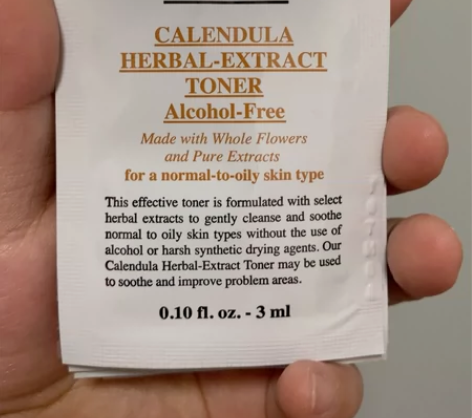 CALENDULA
HERBAL-EXTRACT
TONER
Alcohol-Free
Made with Whole Flowers
and Pure Extracts
for a normal-to-oily skin type
This effective toner is formulated with select
herbal extracts to gently cleanse and soothe
normal to oily skin types without the use of
alcohol or harsh synthetic drying agents. Our
Calendula Herbal-Extract Toner may be used
to soothe and improve problem areas.
0.10 fl. oz. - 3 ml